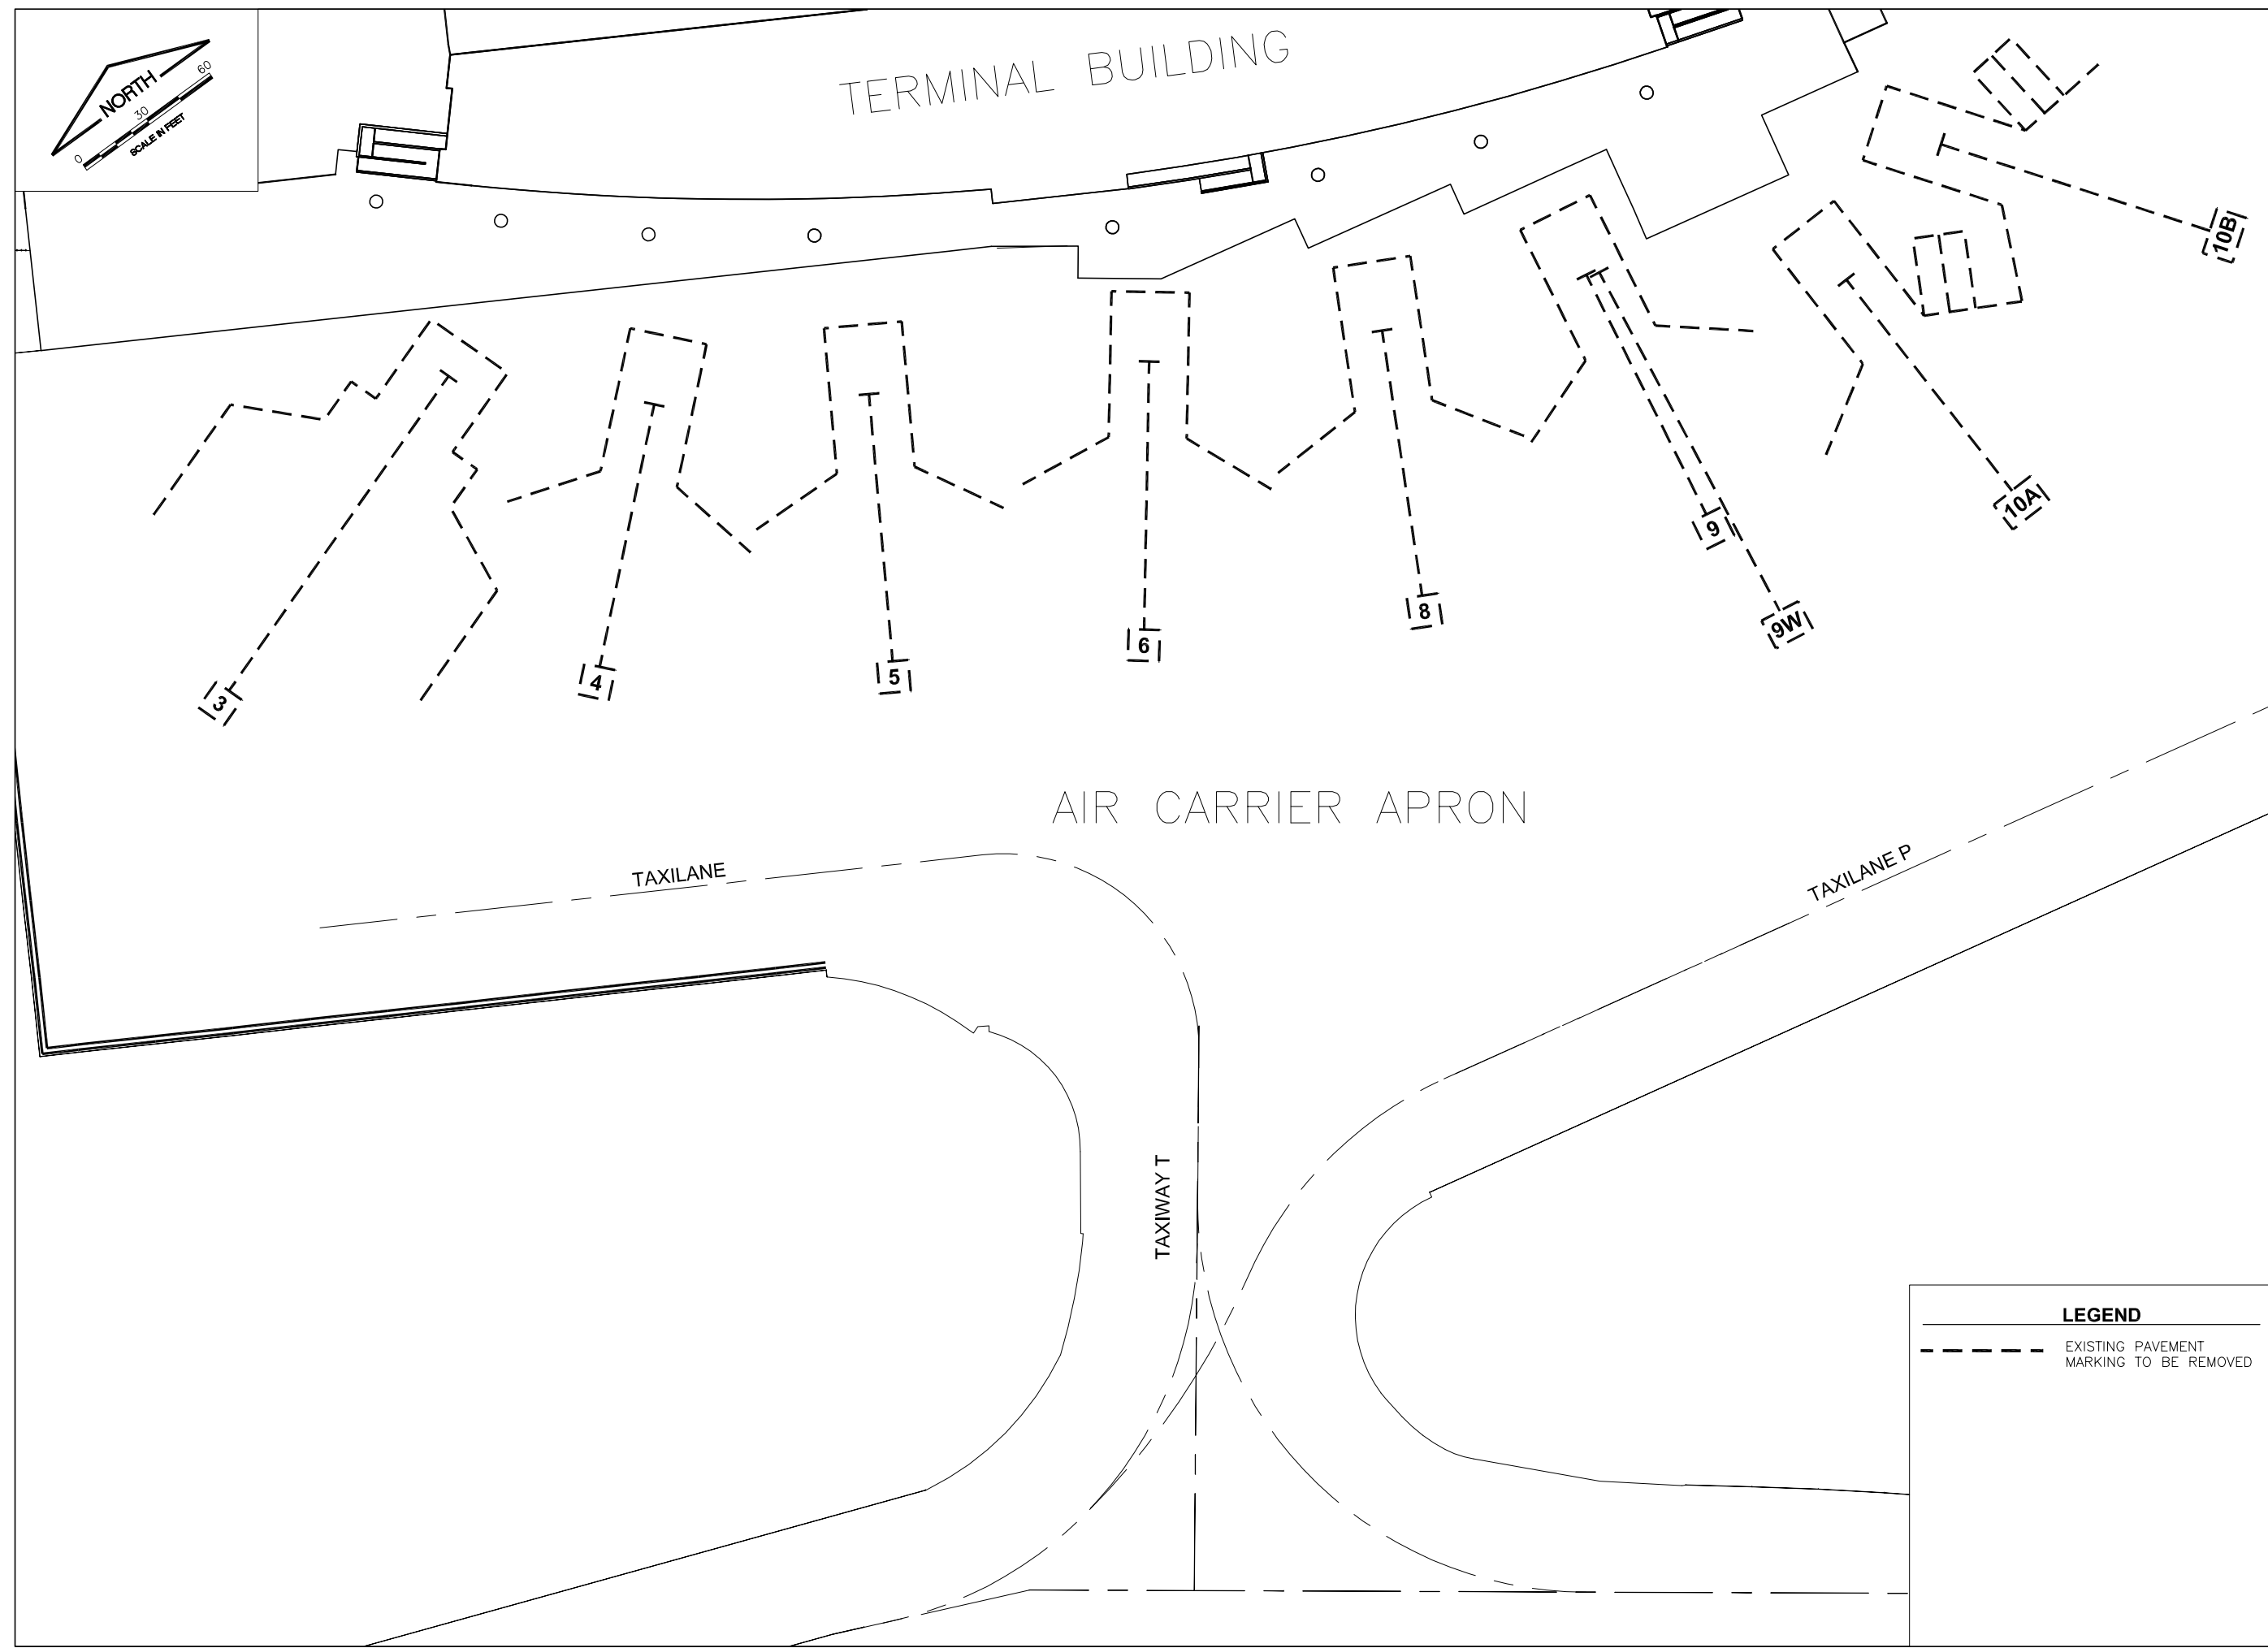 NORTH
0 30 60
SCALE IN FEET
TERMINAL BUILDING
10B
10A
9
9W
8
6
5
4
3
AIR CARRIER APRON
TAXILANE
TAXILANE P
TAXIWAY T
LEGEND
EXISTING PAVEMENT
MARKING TO BE REMOVED